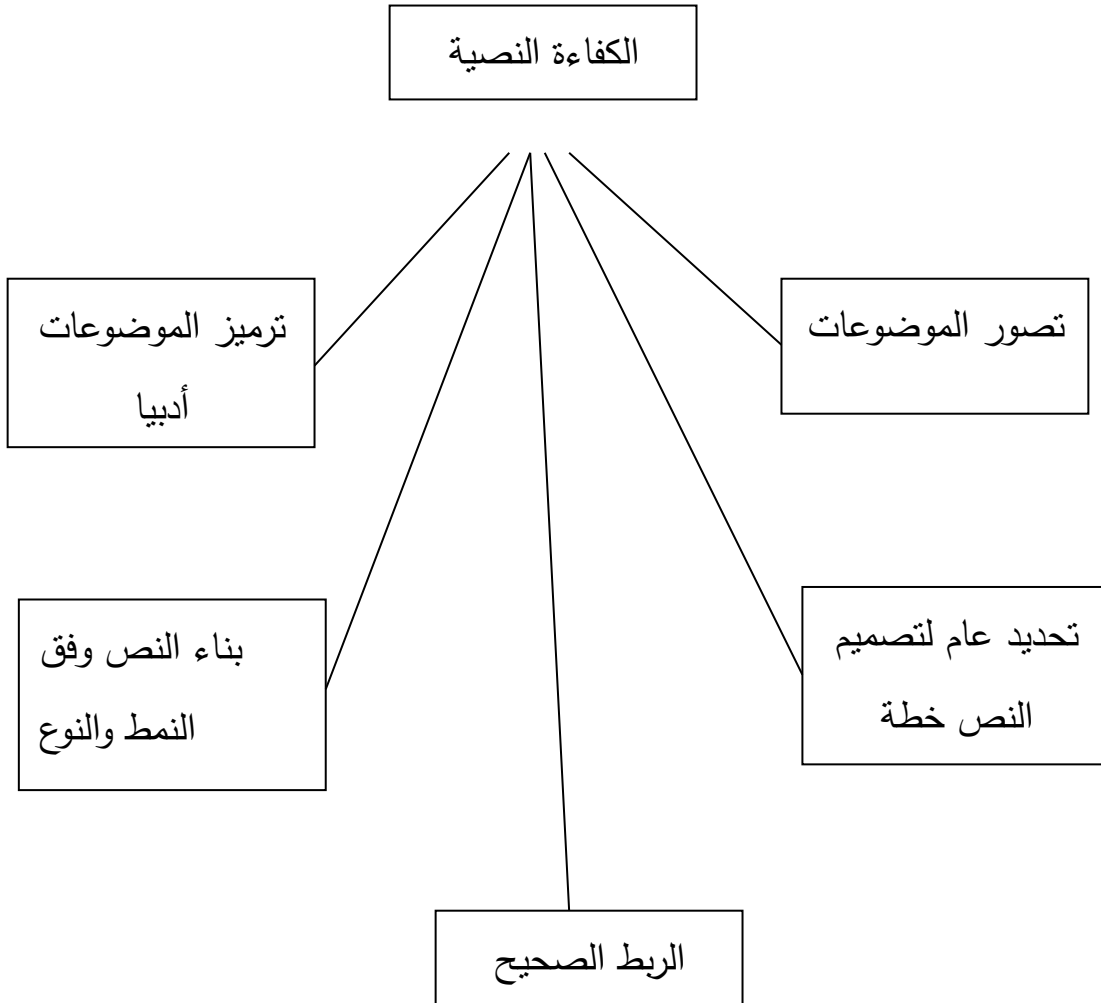 الكفاءة النصية
تصور الموضوعات
ترميز الموضوعات
أدبيا
تحديد عام لتصميم
النص خطة
بناء النص وفق
النمط والنوع
الربط الصحيح